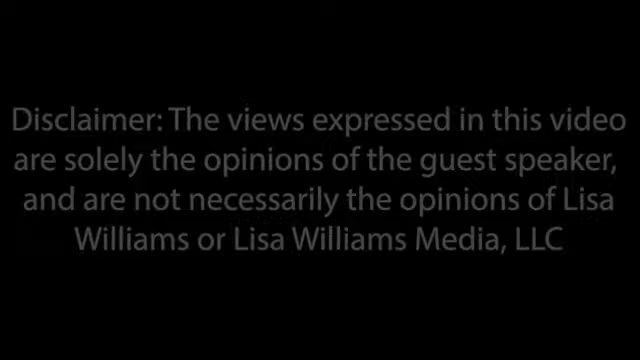 Disclaimer: The views expressed in this video
are solely the opinions of the guest speaker,
and are not necessarily the opinions of Lisa
Williams or Lisa Williams Media, LLC